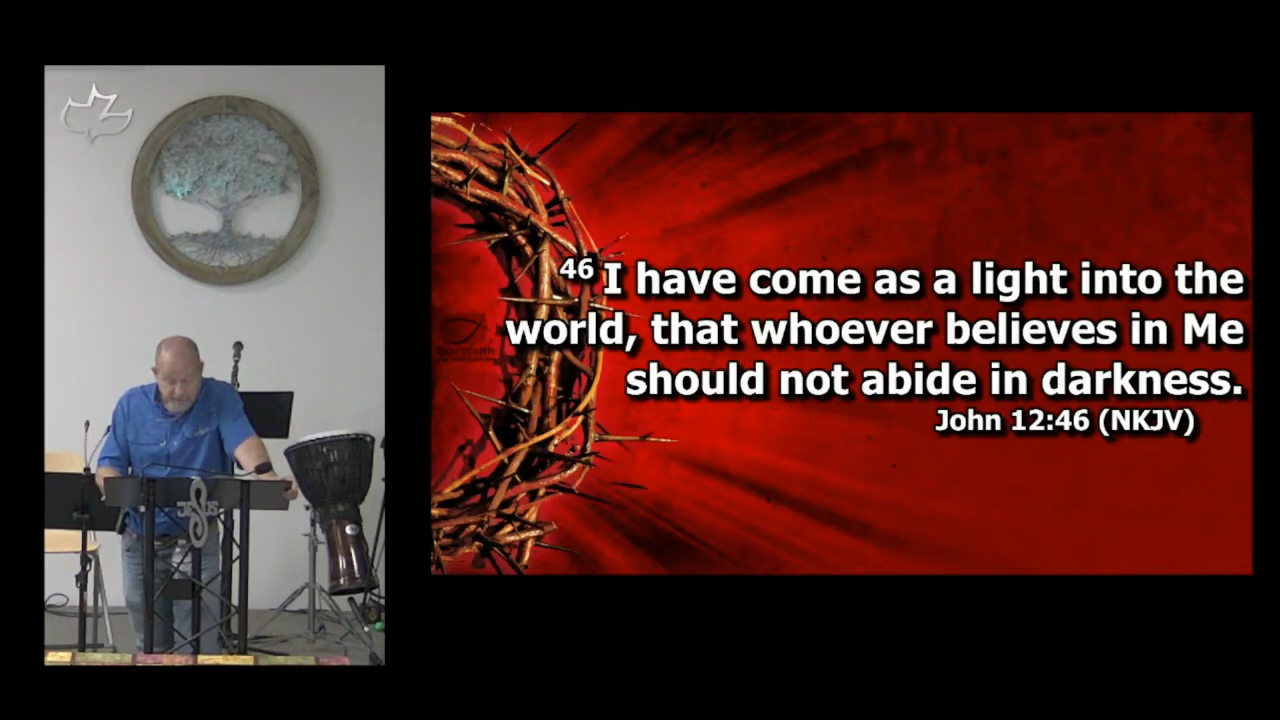 JESUS
46 I have come as a light into the
world, that whoever believes in Me
should not abide in darkness.
John 12:46 (NKJV)